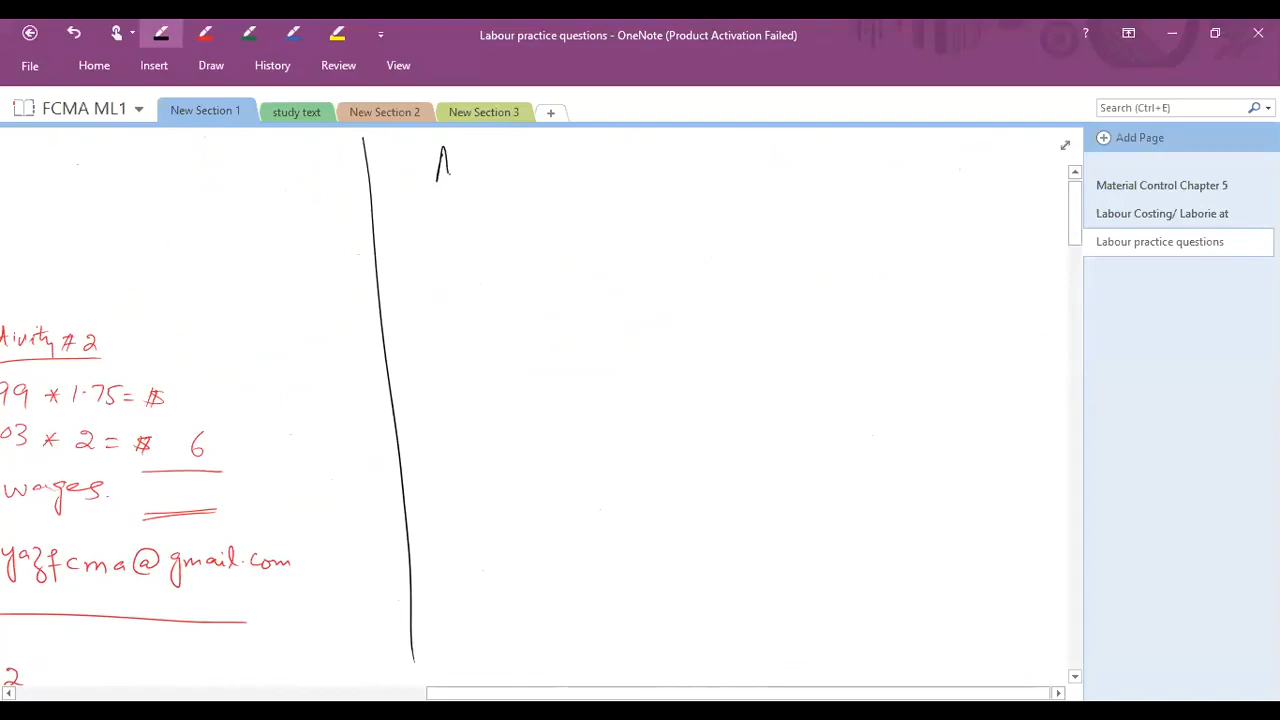 Labour practice questions - OneNote (Product Activation Failed)
?
File Home Insert Draw History Review View
FCMA ML1
New Section 1
study text
New Section 2
New Section 3
Search (Ctrl+E)
Add Page
Material Control Chapter 5
Labour Costing/ Laborie at
Labour practice questions
tivity # 2
99 * 1.75 = $
03 * 2 = $ 6
wages.
yazfcma@gmail.com
2